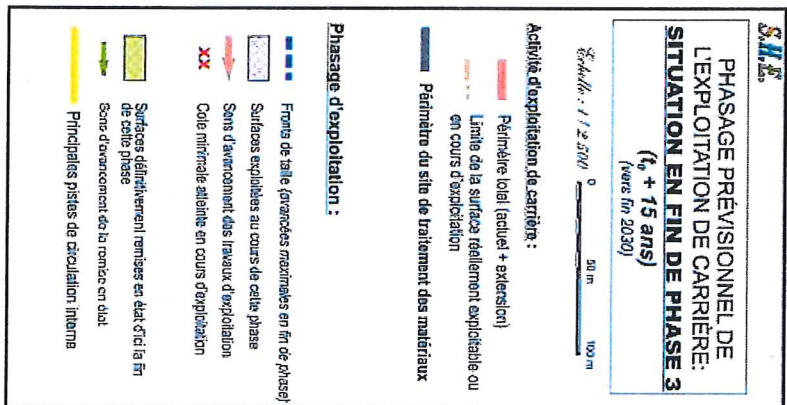 S.H.F
PHASAGE PRÉVISIONNEL DE
L'EXPLOITATION DE CARRIÈRE:
SITUATION EN FIN DE PHASE 3
(t₀ + 15 ans)
(vers fin 2030)
Echelle : 1 / 2 500
0 50 m 100 m
Activité d'exploitation de carrière :
Périmètre total (actuel + extension)
Limite de la surface réellement exploitable ou
en cours d'exploitation
Périmètre du site de traitement des matériaux
Phasage d'exploitation :
Fronts de taille (avancées maximales en fin de phase)
Surfaces exploitées au cours de cette phase
Sens d'avancement des travaux d'exploitation
XX
Cote minimale atteinte en cours d'exploitation
Surfaces définitivement remises en état d'ici la fin
de cette phase
Sens d'avancement de la remise en état
Principales pistes de circulation interne